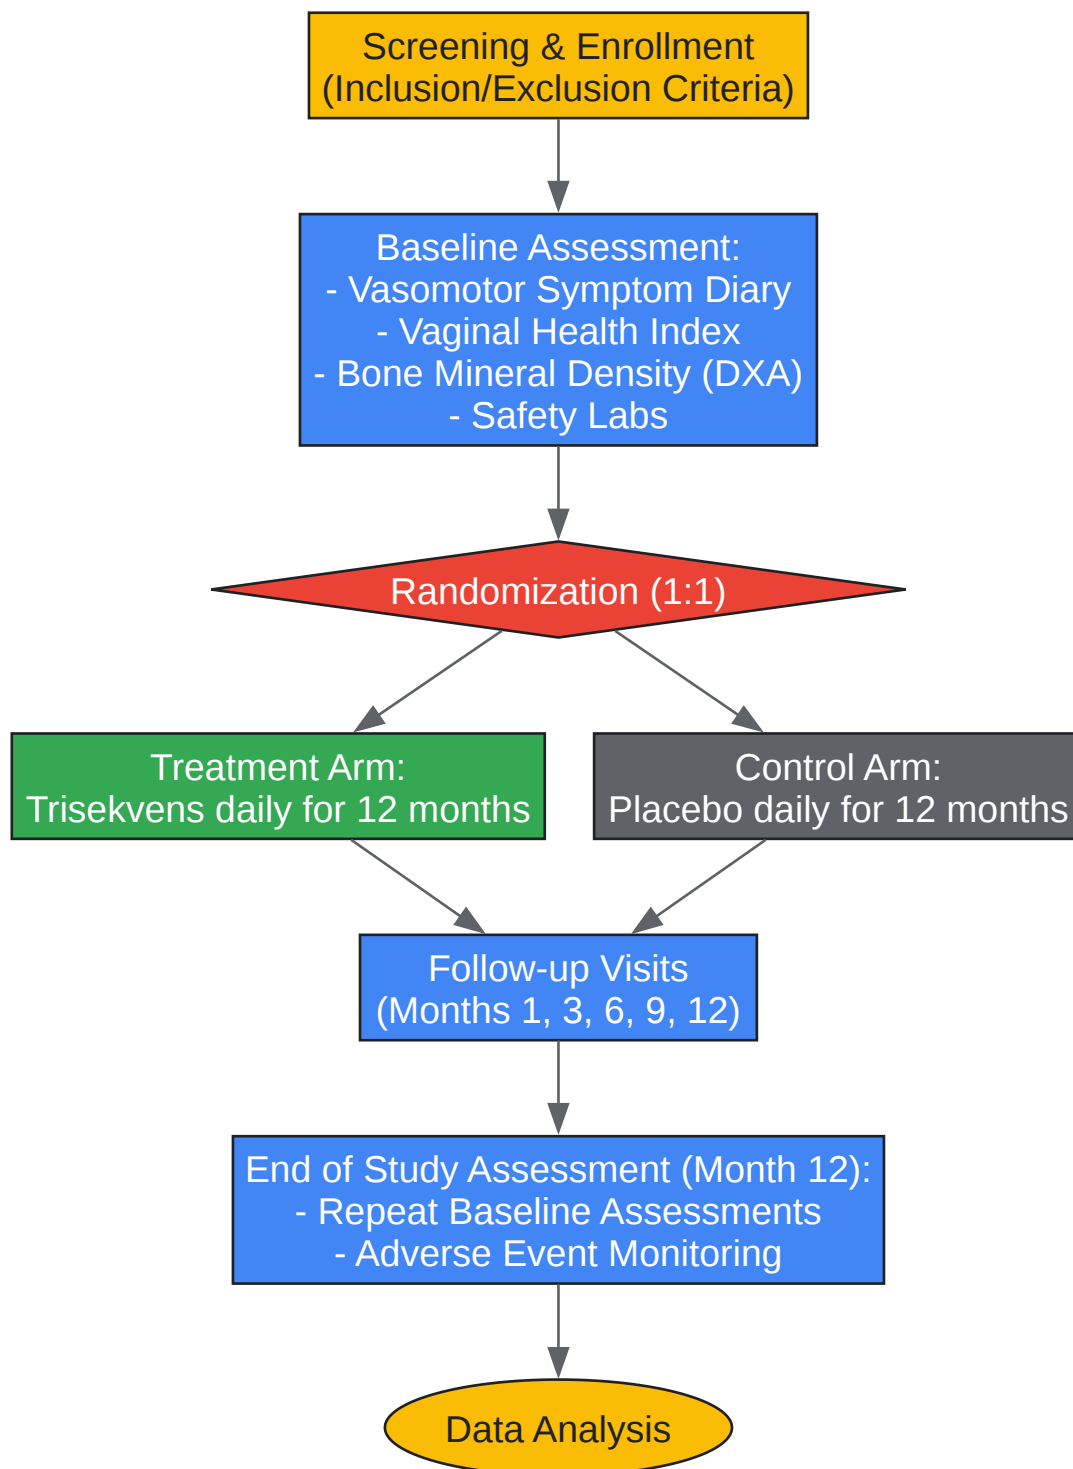 Screening & Enrollment
(Inclusion/Exclusion Criteria)
Baseline Assessment:
- Vasomotor Symptom Diary
- Vaginal Health Index
- Bone Mineral Density (DXA)
- Safety Labs
Randomization (1:1)
Treatment Arm:
Trisekvens daily for 12 months
Control Arm:
Placebo daily for 12 months
Follow-up Visits
(Months 1, 3, 6, 9, 12)
End of Study Assessment (Month 12):
- Repeat Baseline Assessments
- Adverse Event Monitoring
Data Analysis